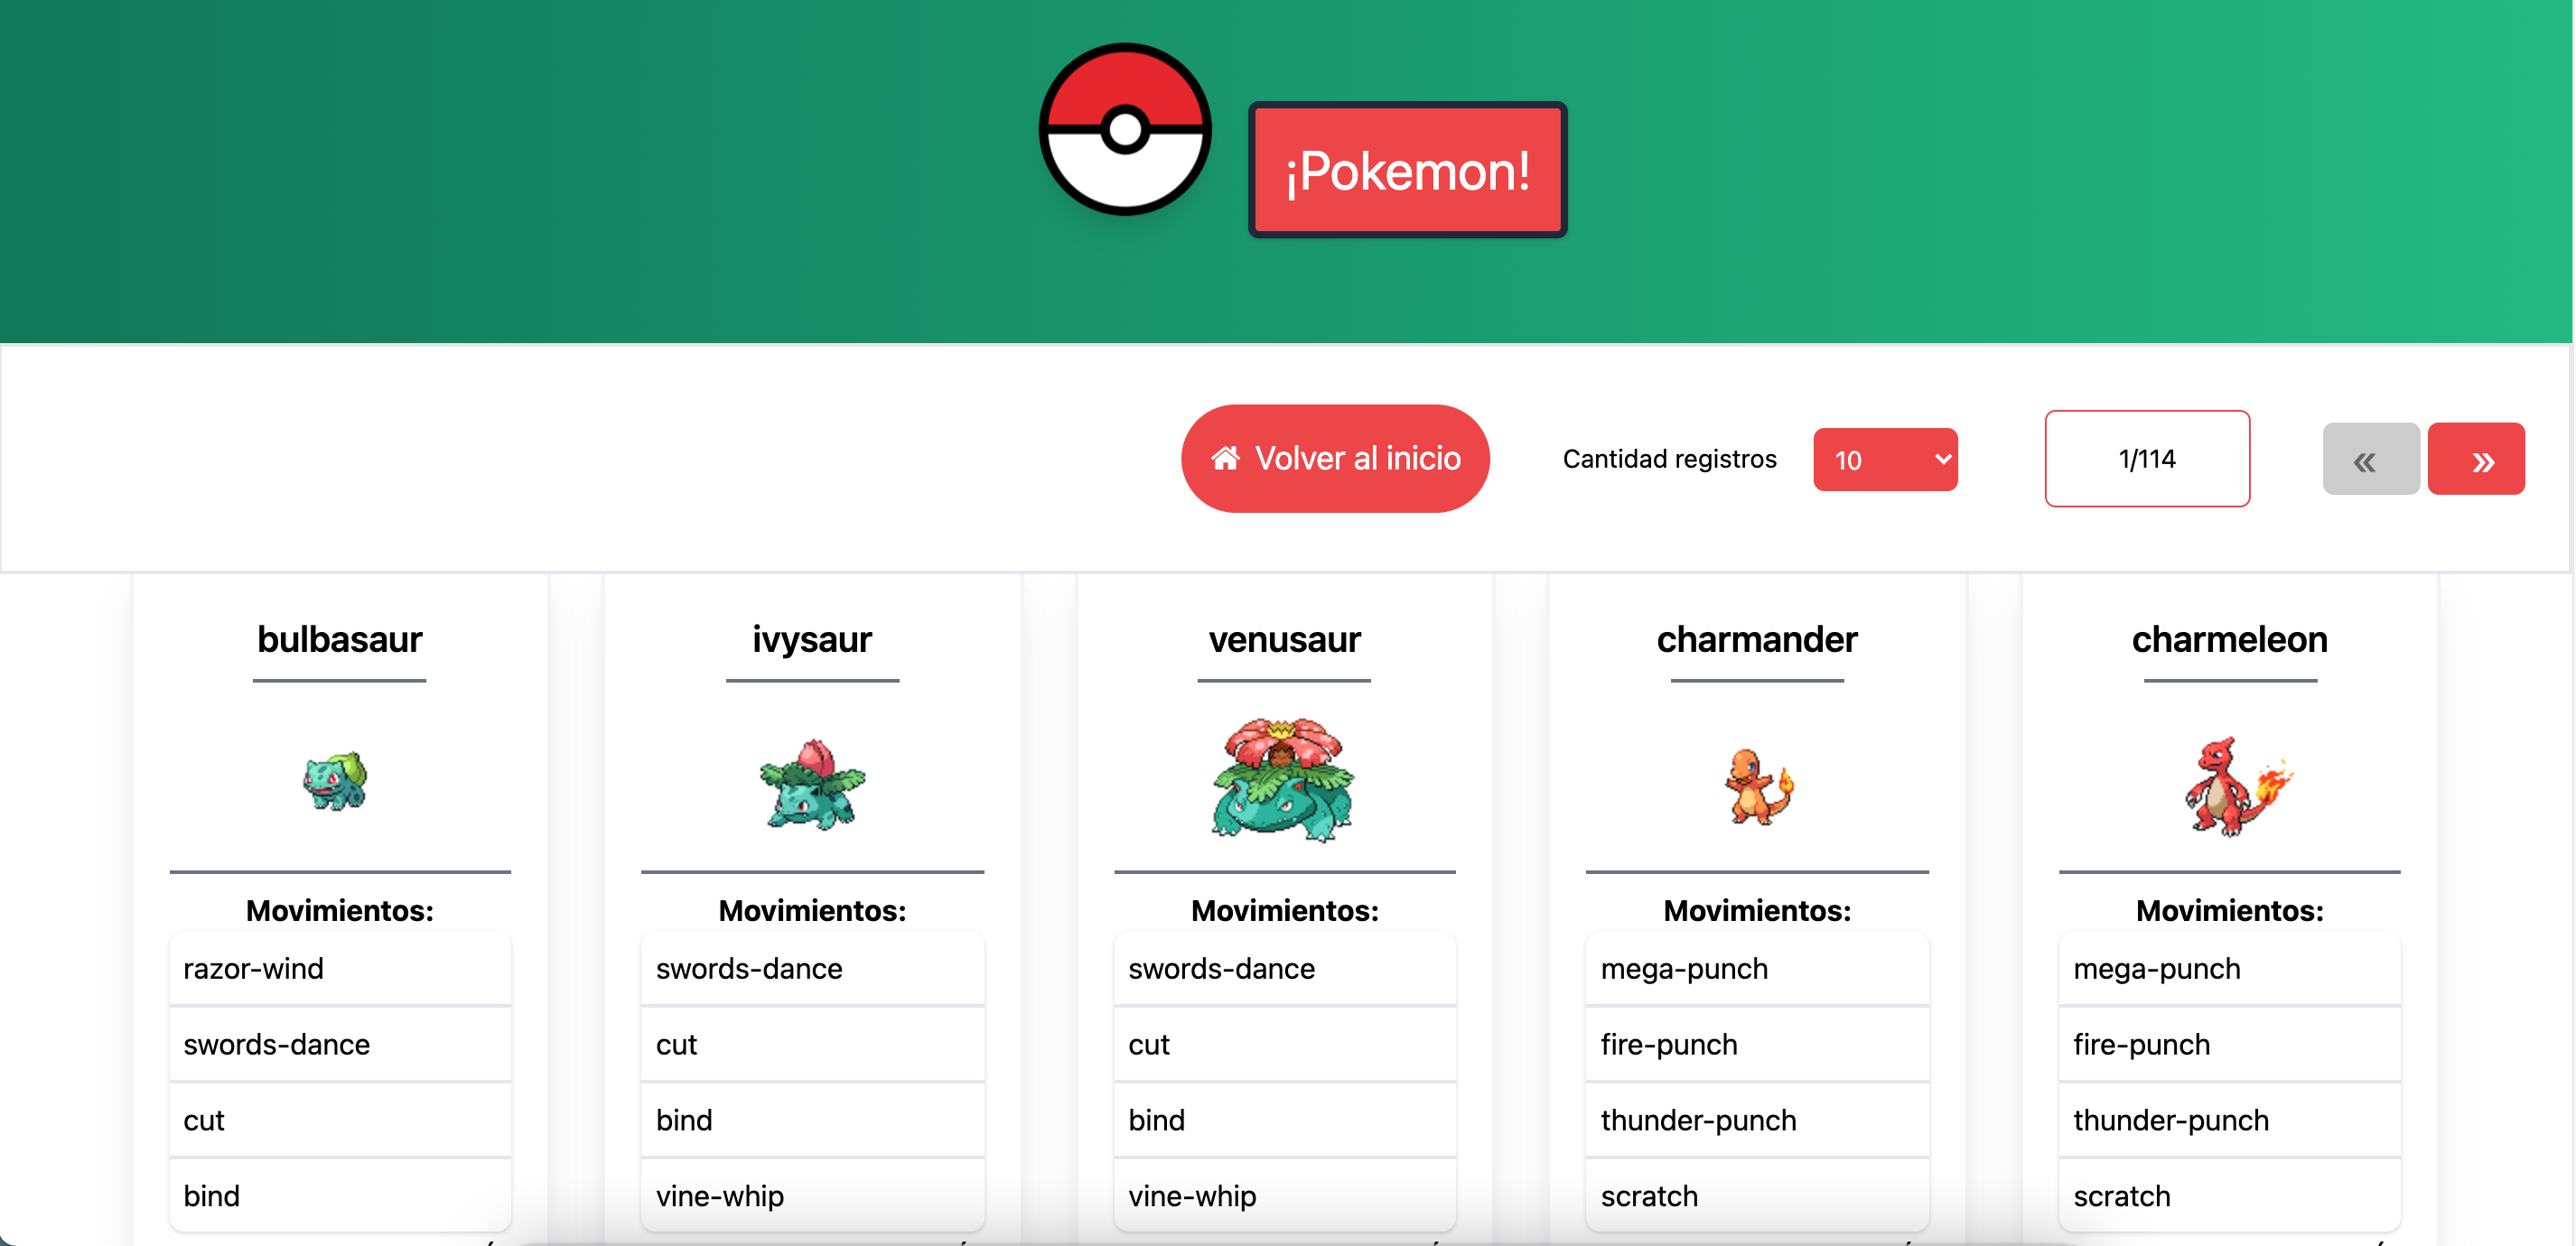 ¡Pokemon!
Volver al inicio
Cantidad registros
10
1/114
«
»
bulbasaur
ivysaur
venusaur
charmander
charmeleon
Movimientos:
Movimientos:
Movimientos:
Movimientos:
Movimientos:
razor-wind
swords-dance
swords-dance
mega-punch
mega-punch
swords-dance
cut
cut
fire-punch
fire-punch
cut
bind
bind
thunder-punch
thunder-punch
bind
vine-whip
vine-whip
scratch
scratch